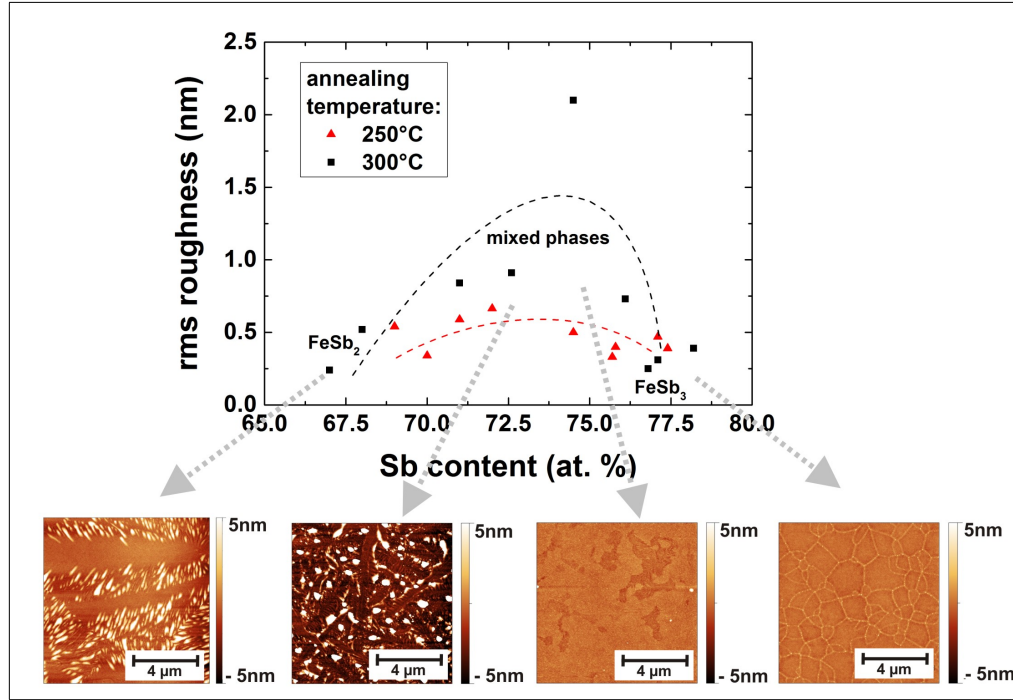 2.5
2.0
1.5
1.0
0.5
0.0
rms roughness (nm)
annealing
temperature:
250°C
300°C
mixed phases
FeSb₂
FeSb₃
65.0 67.5 70.0 72.5 75.0 77.5 80.0
Sb content (at. %)
5nm
- 5nm
4 µm
5nm
- 5nm
4 µm
5nm
- 5nm
4 µm
5nm
- 5nm
4 µm